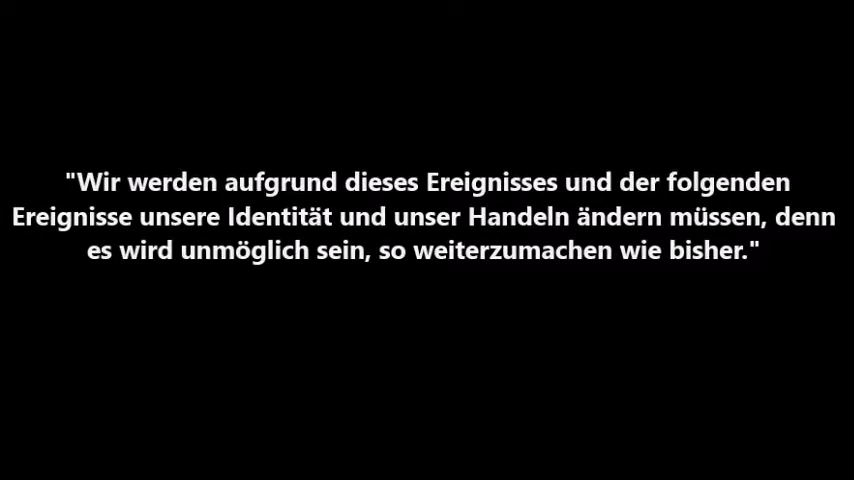 "Wir werden aufgrund dieses Ereignisses und der folgenden
Ereignisse unsere Identität und unser Handeln ändern müssen, denn
es wird unmöglich sein, so weiterzumachen wie bisher."